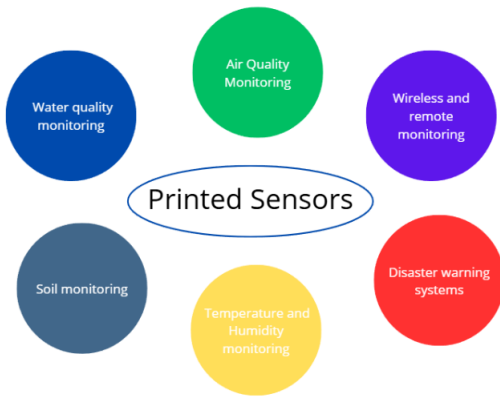 Air Quality
Monitoring
Water quality
monitoring
Wireless and
remote
monitoring
Printed Sensors
Soil monitoring
Disaster warning
systems
Temperature and
Humidity
monitoring